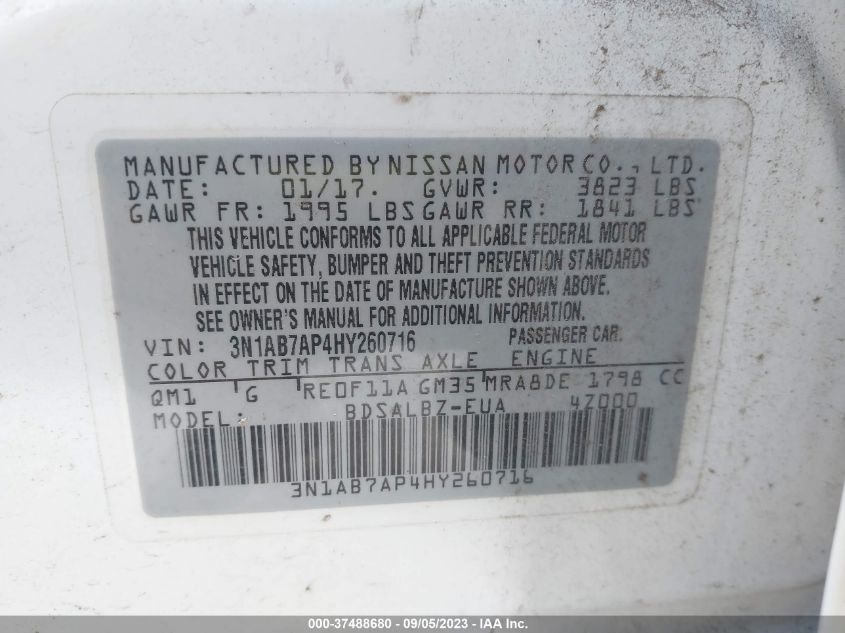 MANUFACTURED BY NISSAN MOTOR CO., LTD.
DATE: 01/17. GVWR: 3823 LBS
GAWR FR: 1995 LBS GAWR RR: 1841 LBS
THIS VEHICLE CONFORMS TO ALL APPLICABLE FEDERAL MOTOR
VEHICLE SAFETY, BUMPER AND THEFT PREVENTION STANDARDS
IN EFFECT ON THE DATE OF MANUFACTURE SHOWN ABOVE.
SEE OWNER'S MANUAL FOR ADDITIONAL INFORMATION.
VIN: 3N1AB7AP4HY260716 PASSENGER CAR.
COLOR TRIM TRANS AXLE ENGINE
QM1 G RE0F11A GM35 MRA8DE 1798 CC
MODEL: BDSALBZ-EUA 4Z000
3N1AB7AP4HY260716
000-37488680 - 09/05/2023 - IAA Inc.